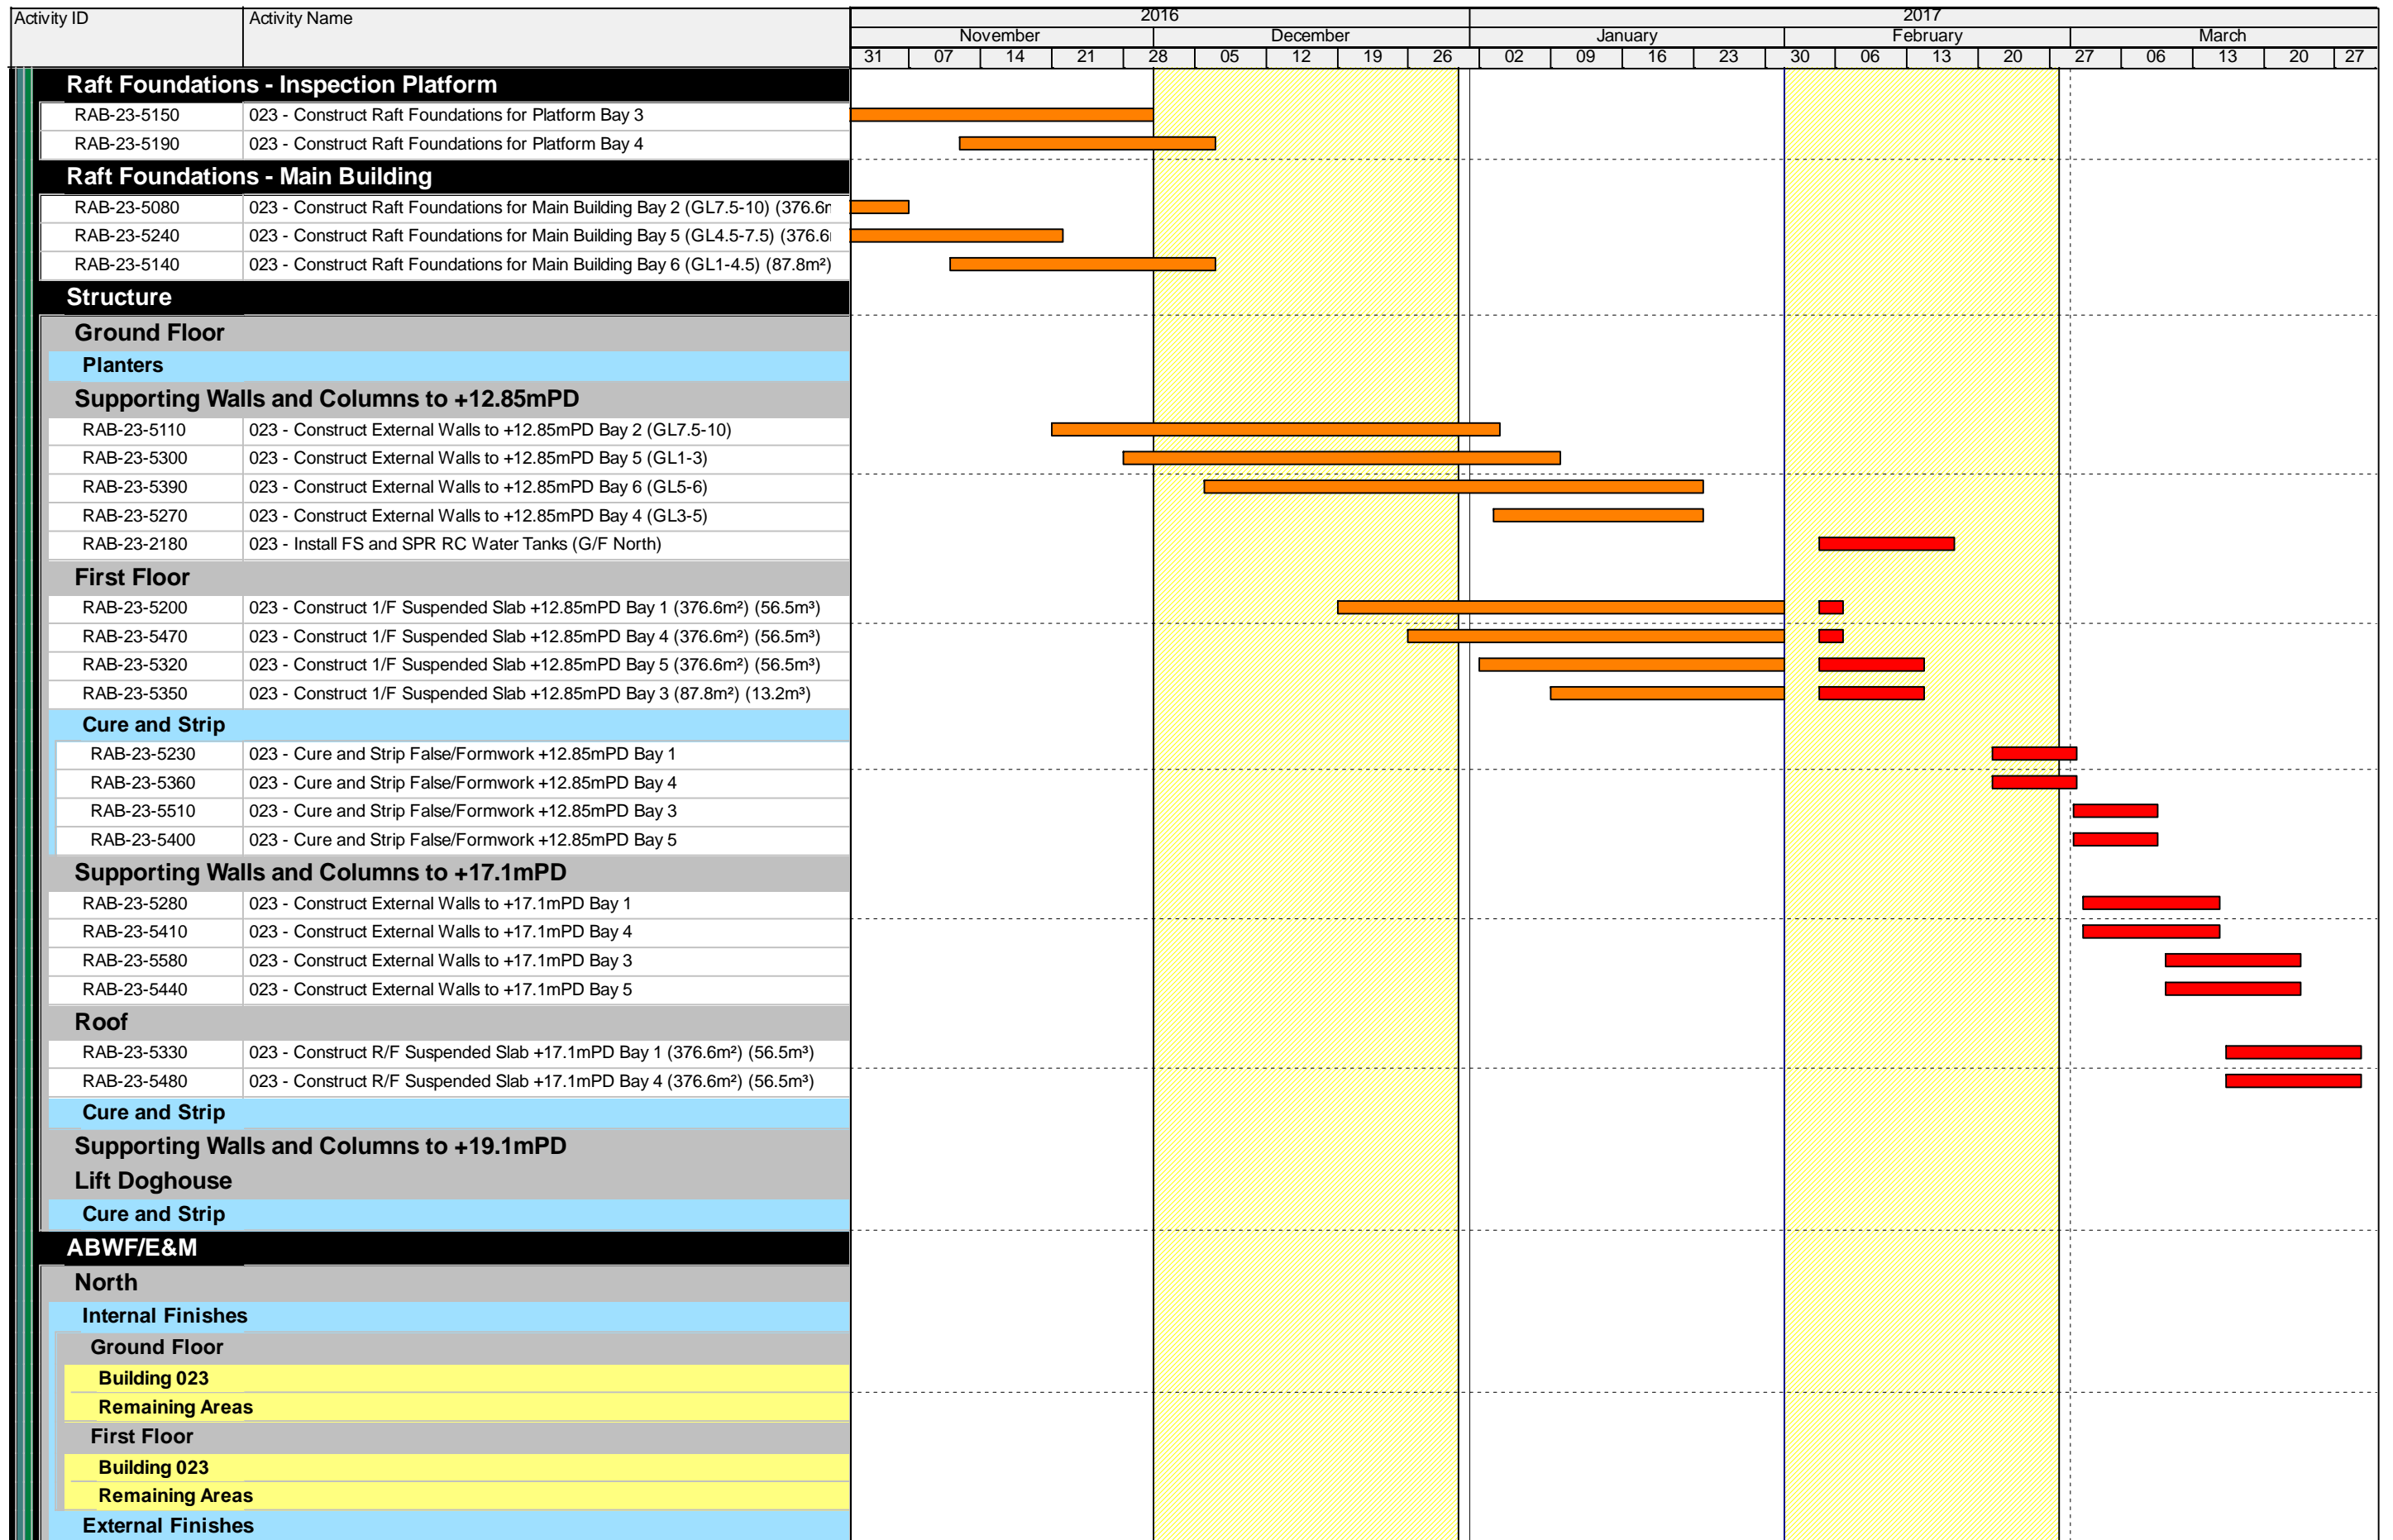 Activity ID Activity Name 2016 2017
November December January February March
31 07 14 21 28 05 12 19 26 02 09 16 23 30 06 13 20 27 06 13 20 27
Raft Foundations - Inspection Platform
RAB-23-5150 023 - Construct Raft Foundations for Platform Bay 3
RAB-23-5190 023 - Construct Raft Foundations for Platform Bay 4
Raft Foundations - Main Building
RAB-23-5080 023 - Construct Raft Foundations for Main Building Bay 2 (GL7.5-10) (376.6
RAB-23-5240 023 - Construct Raft Foundations for Main Building Bay 5 (GL4.5-7.5) (376.6
RAB-23-5140 023 - Construct Raft Foundations for Main Building Bay 6 (GL1-4.5) (87.8m²)
Structure
Ground Floor
Planters
Supporting Walls and Columns to +12.85mPD
RAB-23-5110 023 - Construct External Walls to +12.85mPD Bay 2 (GL7.5-10)
RAB-23-5300 023 - Construct External Walls to +12.85mPD Bay 5 (GL1-3)
RAB-23-5390 023 - Construct External Walls to +12.85mPD Bay 6 (GL5-6)
RAB-23-5270 023 - Construct External Walls to +12.85mPD Bay 4 (GL3-5)
RAB-23-2180 023 - Install FS and SPR RC Water Tanks (G/F North)
First Floor
RAB-23-5200 023 - Construct 1/F Suspended Slab +12.85mPD Bay 1 (376.6m²) (56.5m³)
RAB-23-5470 023 - Construct 1/F Suspended Slab +12.85mPD Bay 4 (376.6m²) (56.5m³)
RAB-23-5320 023 - Construct 1/F Suspended Slab +12.85mPD Bay 5 (376.6m²) (56.5m³)
RAB-23-5350 023 - Construct 1/F Suspended Slab +12.85mPD Bay 3 (87.8m²) (13.2m³)
Cure and Strip
RAB-23-5230 023 - Cure and Strip False/Formwork +12.85mPD Bay 1
RAB-23-5360 023 - Cure and Strip False/Formwork +12.85mPD Bay 4
RAB-23-5510 023 - Cure and Strip False/Formwork +12.85mPD Bay 3
RAB-23-5400 023 - Cure and Strip False/Formwork +12.85mPD Bay 5
Supporting Walls and Columns to +17.1mPD
RAB-23-5280 023 - Construct External Walls to +17.1mPD Bay 1
RAB-23-5410 023 - Construct External Walls to +17.1mPD Bay 4
RAB-23-5580 023 - Construct External Walls to +17.1mPD Bay 3
RAB-23-5440 023 - Construct External Walls to +17.1mPD Bay 5
Roof
RAB-23-5330 023 - Construct R/F Suspended Slab +17.1mPD Bay 1 (376.6m²) (56.5m³)
RAB-23-5480 023 - Construct R/F Suspended Slab +17.1mPD Bay 4 (376.6m²) (56.5m³)
Cure and Strip
Supporting Walls and Columns to +19.1mPD
Lift Doghouse
Cure and Strip
ABWF/E&M
North
Internal Finishes
Ground Floor
Building 023
Remaining Areas
First Floor
Building 023
Remaining Areas
External Finishes